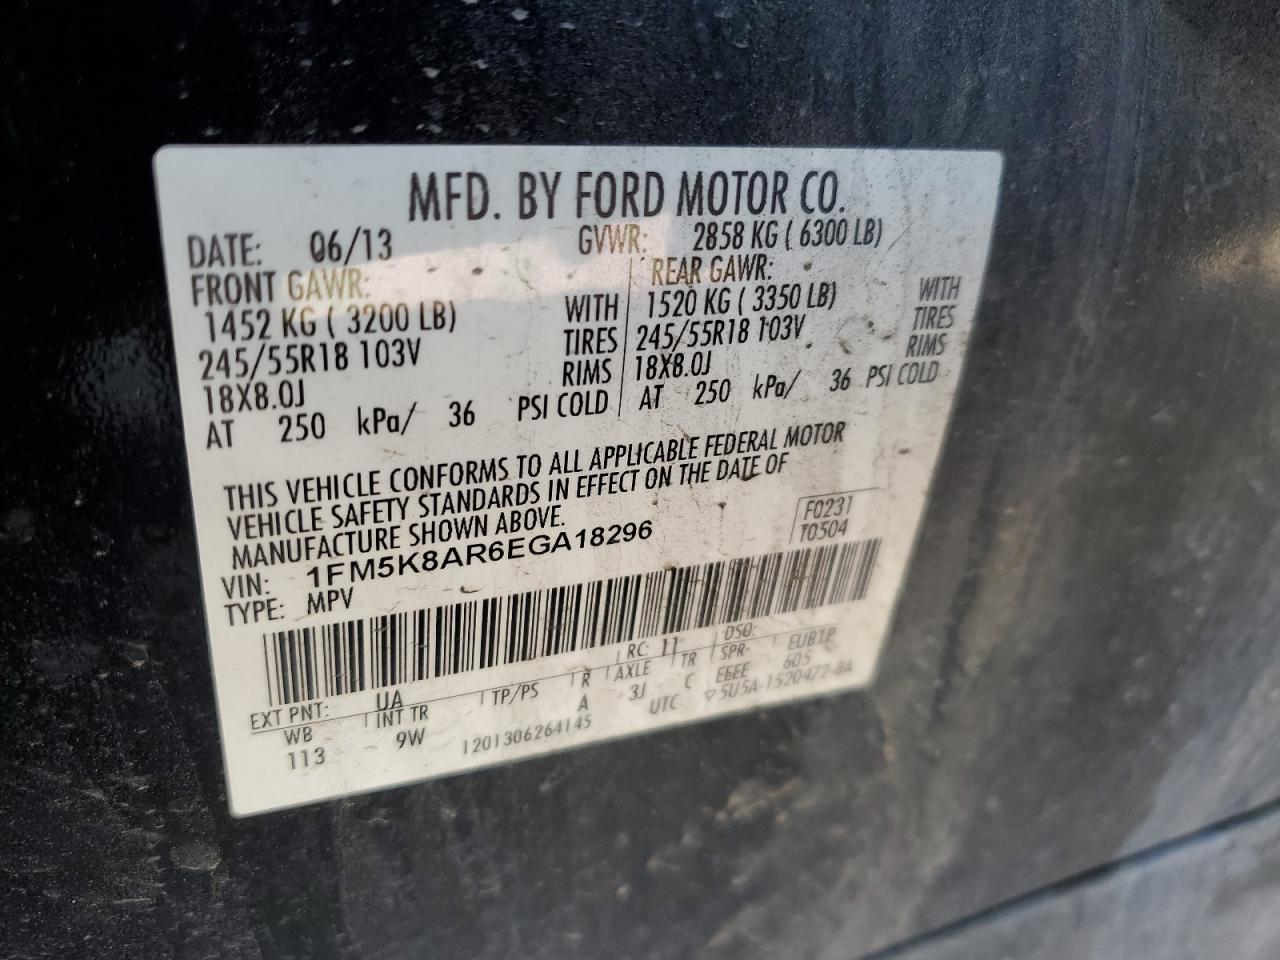 MFD. BY FORD MOTOR CO.
DATE: 06/13 GVWR: 2858 KG ( 6300 LB)
FRONT GAWR: REAR GAWR:
1452 KG ( 3200 LB) WITH 1520 KG ( 3350 LB) WITH
245/55R18 103V TIRES 245/55R18 103V TIRES
18X8.0J RIMS 18X8.0J RIMS
AT 250 kPa/ 36 PSI COLD AT 250 kPa/ 36 PSI COLD
THIS VEHICLE CONFORMS TO ALL APPLICABLE FEDERAL MOTOR
VEHICLE SAFETY STANDARDS IN EFFECT ON THE DATE OF
MANUFACTURE SHOWN ABOVE.
F0231
T0504
VIN: 1FM5K8AR6EGA18296
TYPE: MPV
EXT PNT: UA RC: 11 DSO:
WB INT TR TP/PS R AXLE TR SPR EUB1P
113 9W A 3J C EEEE 605
1201306264145 UTC ▽5U5A-1520472-BA